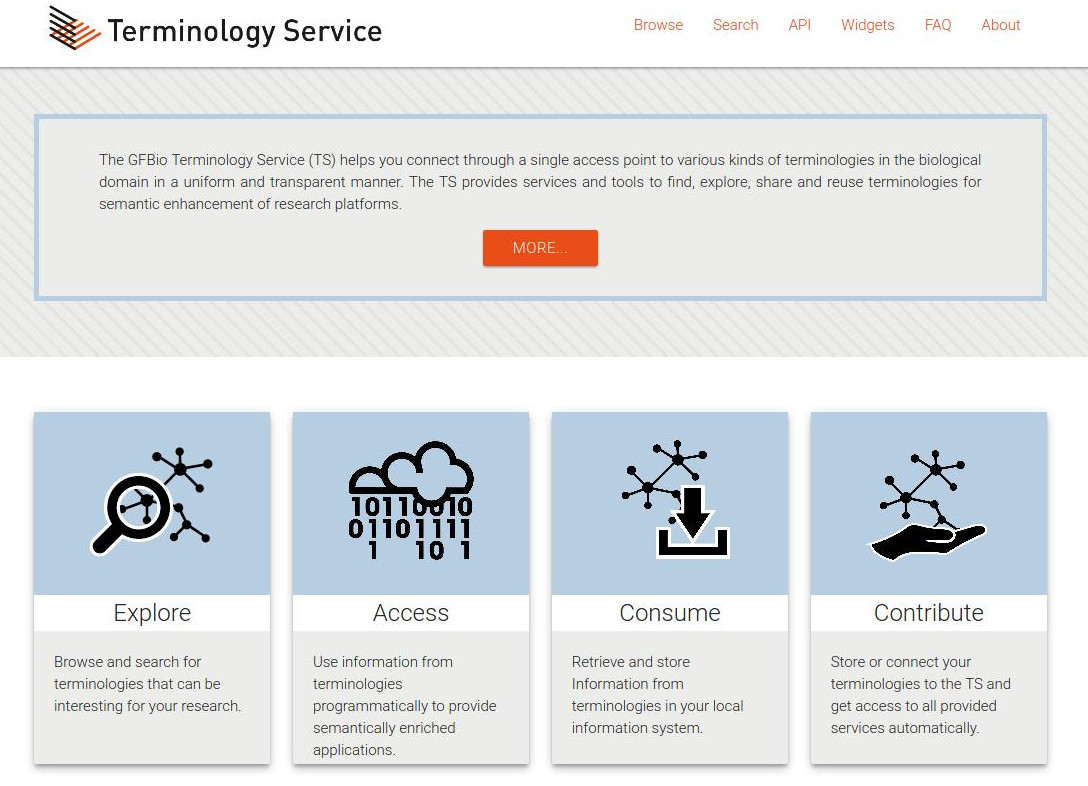 Terminology Service
Browse Search API Widgets FAQ About
The GFBio Terminology Service (TS) helps you connect through a single access point to various kinds of terminologies in the biological
domain in a uniform and transparent manner. The TS provides services and tools to find, explore, share and reuse terminologies for
semantic enhancement of research platforms.
MORE...
10110010
01101111
1 10 1
Explore
Browse and search for
terminologies that can be
interesting for your research.
Access
Use information from
terminologies
programmatically to provide
semantically enriched
applications.
Consume
Retrieve and store
Information from
terminologies in your local
information system.
Contribute
Store or connect your
terminologies to the TS and
get access to all provided
services automatically.